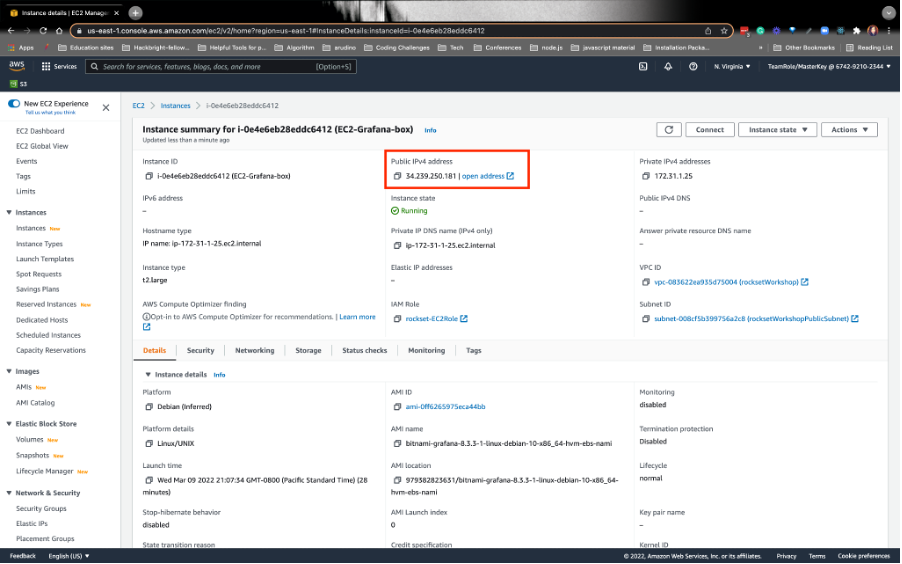 Instance details | EC2 Manage
us-east-1.console.aws.amazon.com/ec2/v2/home?region=us-east-1#InstanceDetails:instanceId=i-0e4e6eb28eddc6412
Apps
Education sites
Hackbright-fellow...
Helpful Tools for p...
Algorithm
arudino
Coding Challenges
Tech
Conferences
node.js
javascript material
Installation Packa...
»
Other Bookmarks
Reading List
aws
Services
Search for services, features, blogs, docs, and more
[Option+S]
N. Virginia
TeamRole/MasterKey @ 6742-9210-2344
S3
New EC2 Experience
Tell us what you think
EC2 Dashboard
EC2 Global View
Events
Tags
Limits
Instances
Instances New
Instance Types
Launch Templates
Spot Requests
Savings Plans
Reserved Instances New
Dedicated Hosts
Scheduled Instances
Capacity Reservations
Images
AMIs New
AMI Catalog
Elastic Block Store
Volumes New
Snapshots New
Lifecycle Manager New
Network & Security
Security Groups
Elastic IPs
Placement Groups
EC2 > Instances > i-0e4e6eb28eddc6412
Instance summary for i-0e4e6eb28eddc6412 (EC2-Grafana-box) Info
Updated less than a minute ago
Connect
Instance state
Actions
Instance ID
i-0e4e6eb28eddc6412 (EC2-Grafana-box)
Public IPv4 address
34.239.250.181 | open address
Private IPv4 addresses
172.31.1.25
IPv6 address
–
Instance state
Running
Public IPv4 DNS
–
Hostname type
IP name: ip-172-31-1-25.ec2.internal
Private IP DNS name (IPv4 only)
ip-172-31-1-25.ec2.internal
Answer private resource DNS name
–
Instance type
t2.large
Elastic IP addresses
–
VPC ID
vpc-083622ea935d75004 (rocksetWorkshop)
AWS Compute Optimizer finding
Opt-in to AWS Compute Optimizer for recommendations. | Learn more
IAM Role
rockset-EC2Role
Subnet ID
subnet-008cf5b399756a2c8 (rocksetWorkshopPublicSubnet)
Details
Security
Networking
Storage
Status checks
Monitoring
Tags
Instance details Info
Platform
Debian (Inferred)
AMI ID
ami-0ff6265975eca44bb
Monitoring
disabled
Platform details
Linux/UNIX
AMI name
bitnami-grafana-8.3.3-1-linux-debian-10-x86_64-hvm-ebs-nami
Termination protection
Disabled
Launch time
Wed Mar 09 2022 21:07:34 GMT-0800 (Pacific Standard Time) (28
minutes)
AMI location
979382823631/bitnami-grafana-8.3.3-1-linux-debian-10-x86_64-
hvm-ebs-nami
Lifecycle
normal
Stop-hibernate behavior
disabled
AMI Launch index
0
Key pair name
–
State transition reason
Credit specification
Kernel ID
Feedback
English (US)
© 2022, Amazon Web Services, Inc. or its affiliates.
Privacy
Terms
Cookie preferences